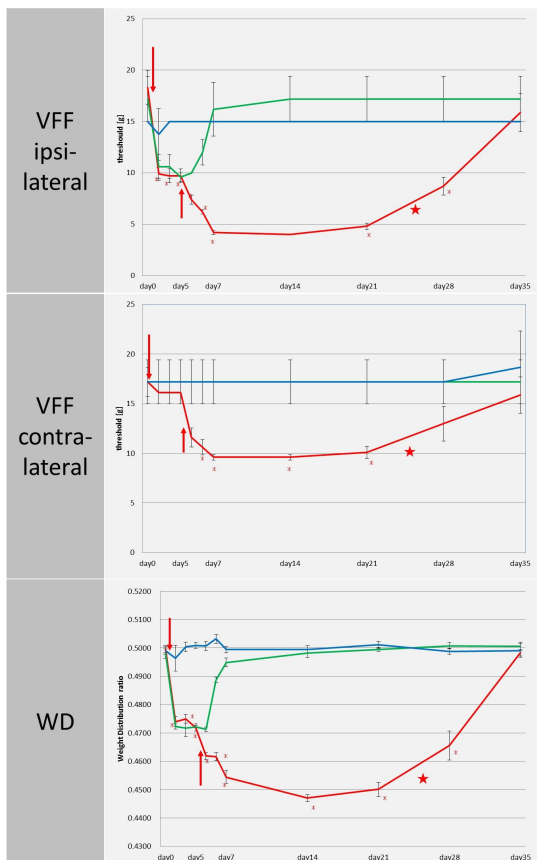 VFF
ipsi-
lateral
threshould [g]
25
20
15
10
5
0
day0 day5 day7 day14 day21 day28 day35
* * * * * * * * *
VFF
contra-
lateral
threshould [g]
25
20
15
10
5
0
day0 day5 day7 day14 day21 day28 day35
* * * *
WD
Weight Distribution ratio
0.5200
0.5100
0.5000
0.4900
0.4800
0.4700
0.4600
0.4500
0.4400
0.4300
day0 day5 day7 day14 day21 day28 day35
* * * * * * * * *